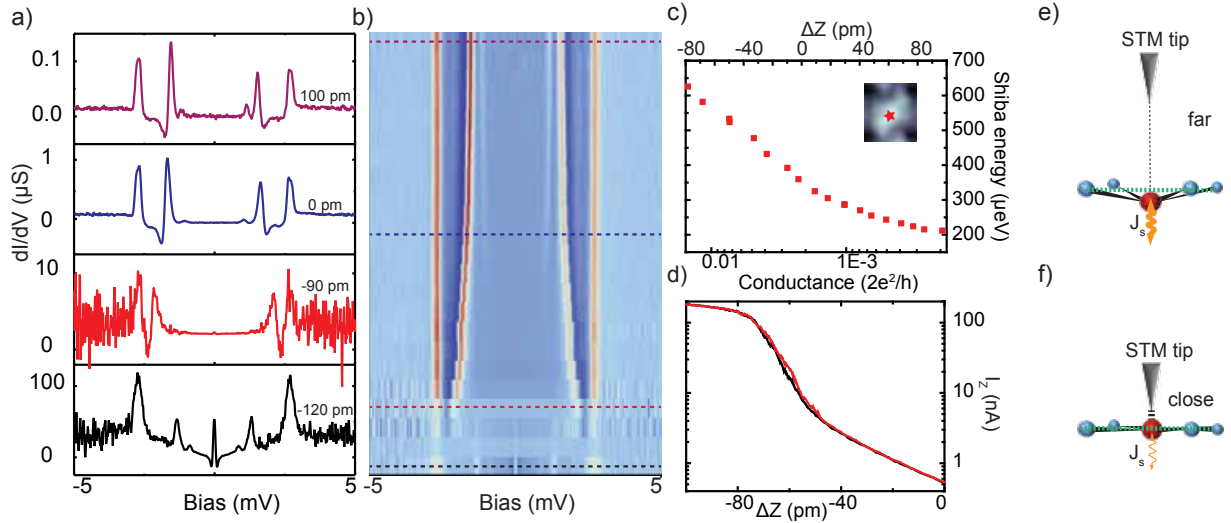 a)
0.1
0.0
100 pm
1
0
0 pm
10
0
-90 pm
100
0
-120 pm
dI/dV (µS)
-5
5
Bias (mV)
b)
-5
5
Bias (mV)
c)
ΔZ (pm)
-80
-40
0
40
80
700
600
500
400
300
200
Shiba energy (µeV)
0.01
1E-3
Conductance (2e²/h)
d)
100
10
1
I_Z (nA)
-80
-40
0
ΔZ (pm)
e)
STM tip
far
J_s
f)
STM tip
close
J_s